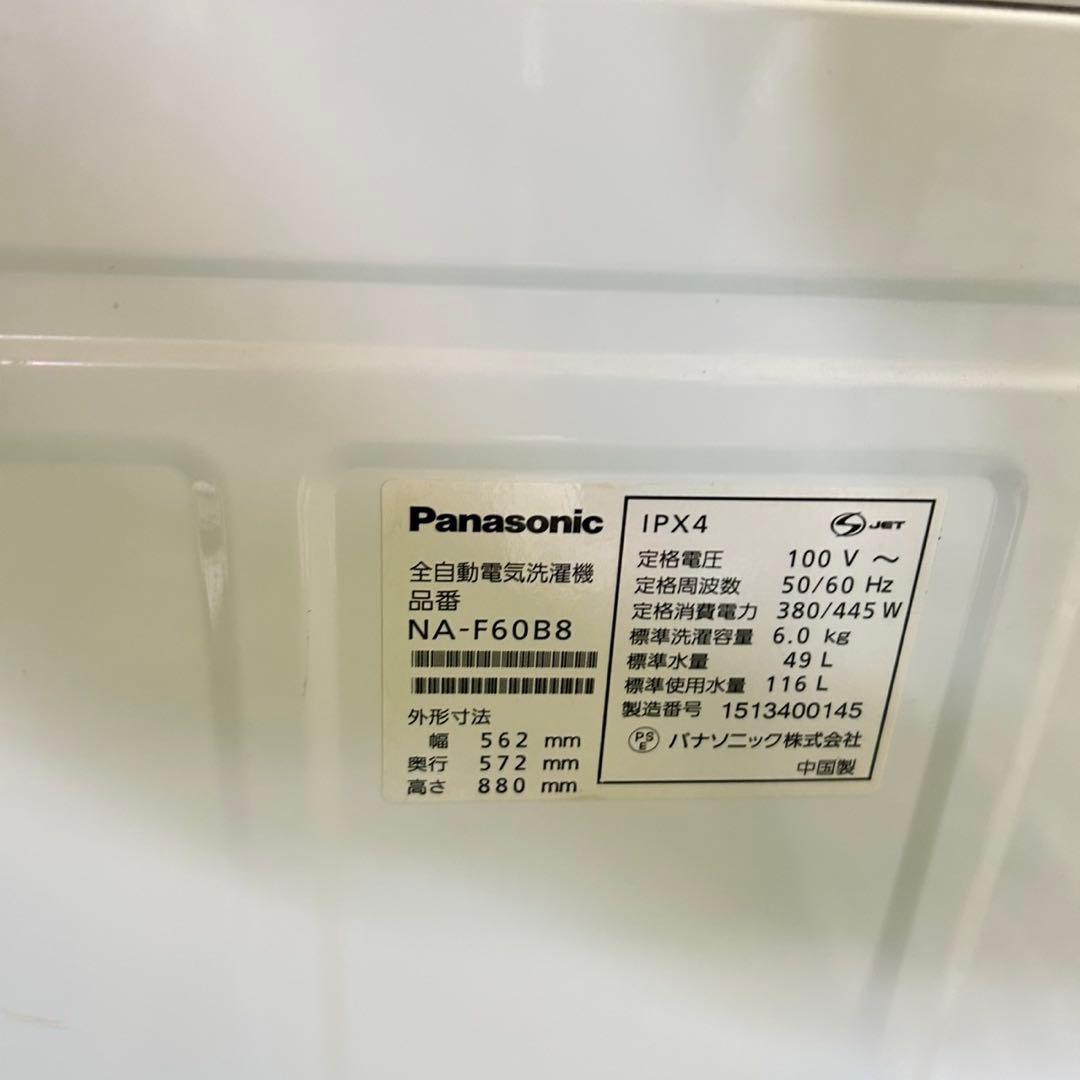 Panasonic
全自動電気洗濯機
品番
NA-F60B8
外形寸法
幅 562 mm
奥行 572 mm
高さ 880 mm
IPX4 S JET
定格電圧 100 V ～
定格周波数 50/60 Hz
定格消費電力 380/445 W
標準洗濯容量 6.0 kg
標準水量 49 L
標準使用水量 116 L
製造番号 1513400145
PSE パナソニック株式会社
中国製